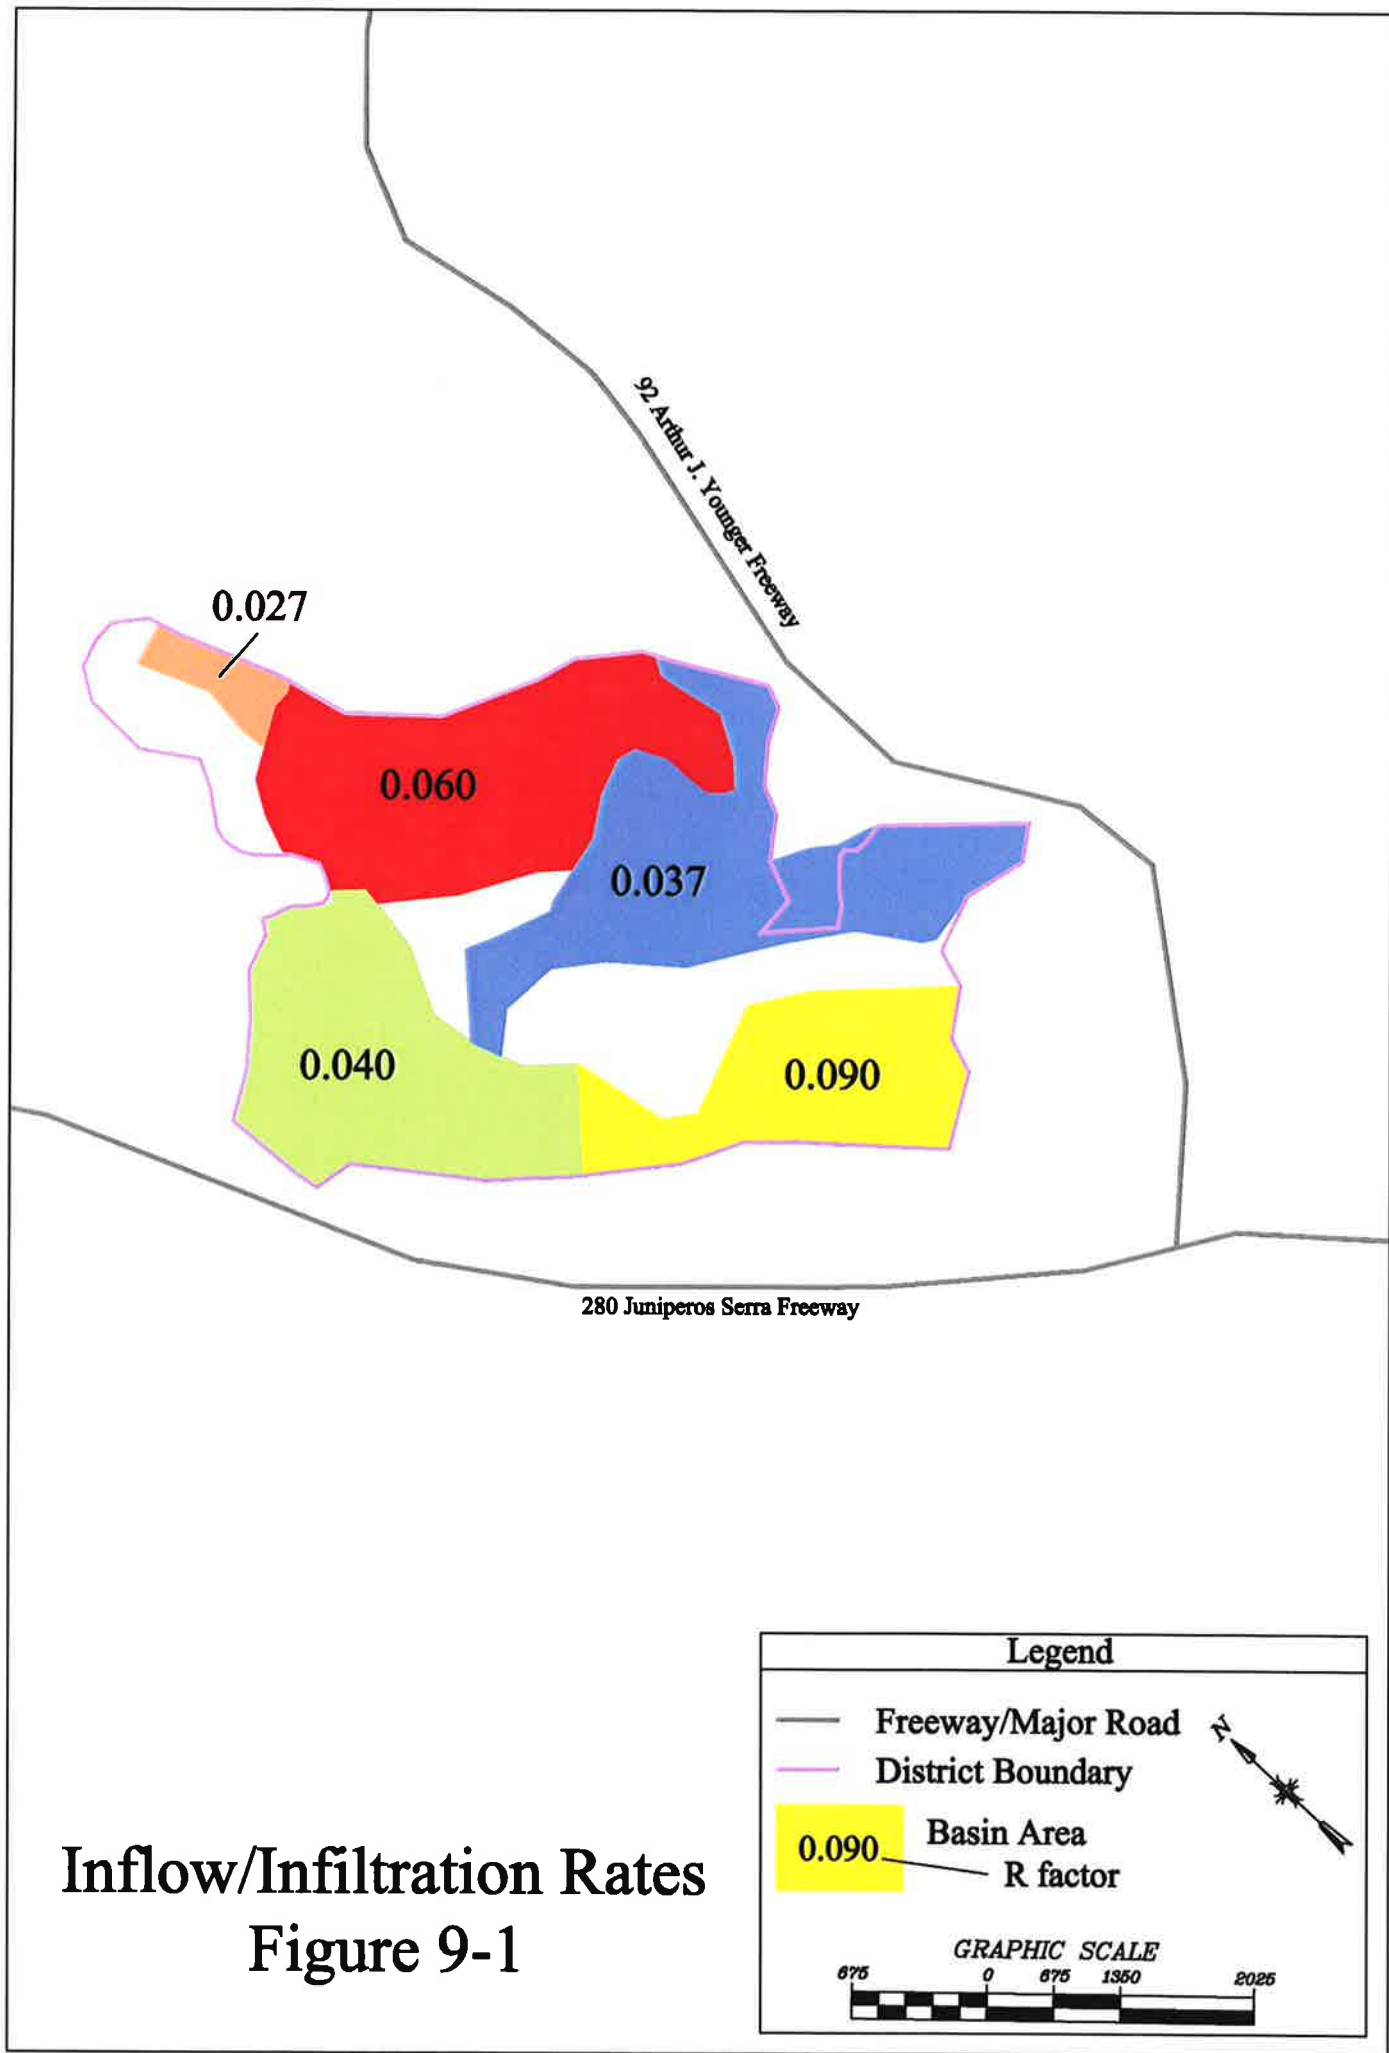 92 Arthur J. Younger Freeway
0.027
0.060
0.037
0.040
0.090
280 Juniperos Serra Freeway
Legend
Freeway/Major Road
N
District Boundary
0.090
Basin Area
R factor
GRAPHIC SCALE
675 0 675 1350 2025
Inflow/Infiltration Rates
Figure 9-1